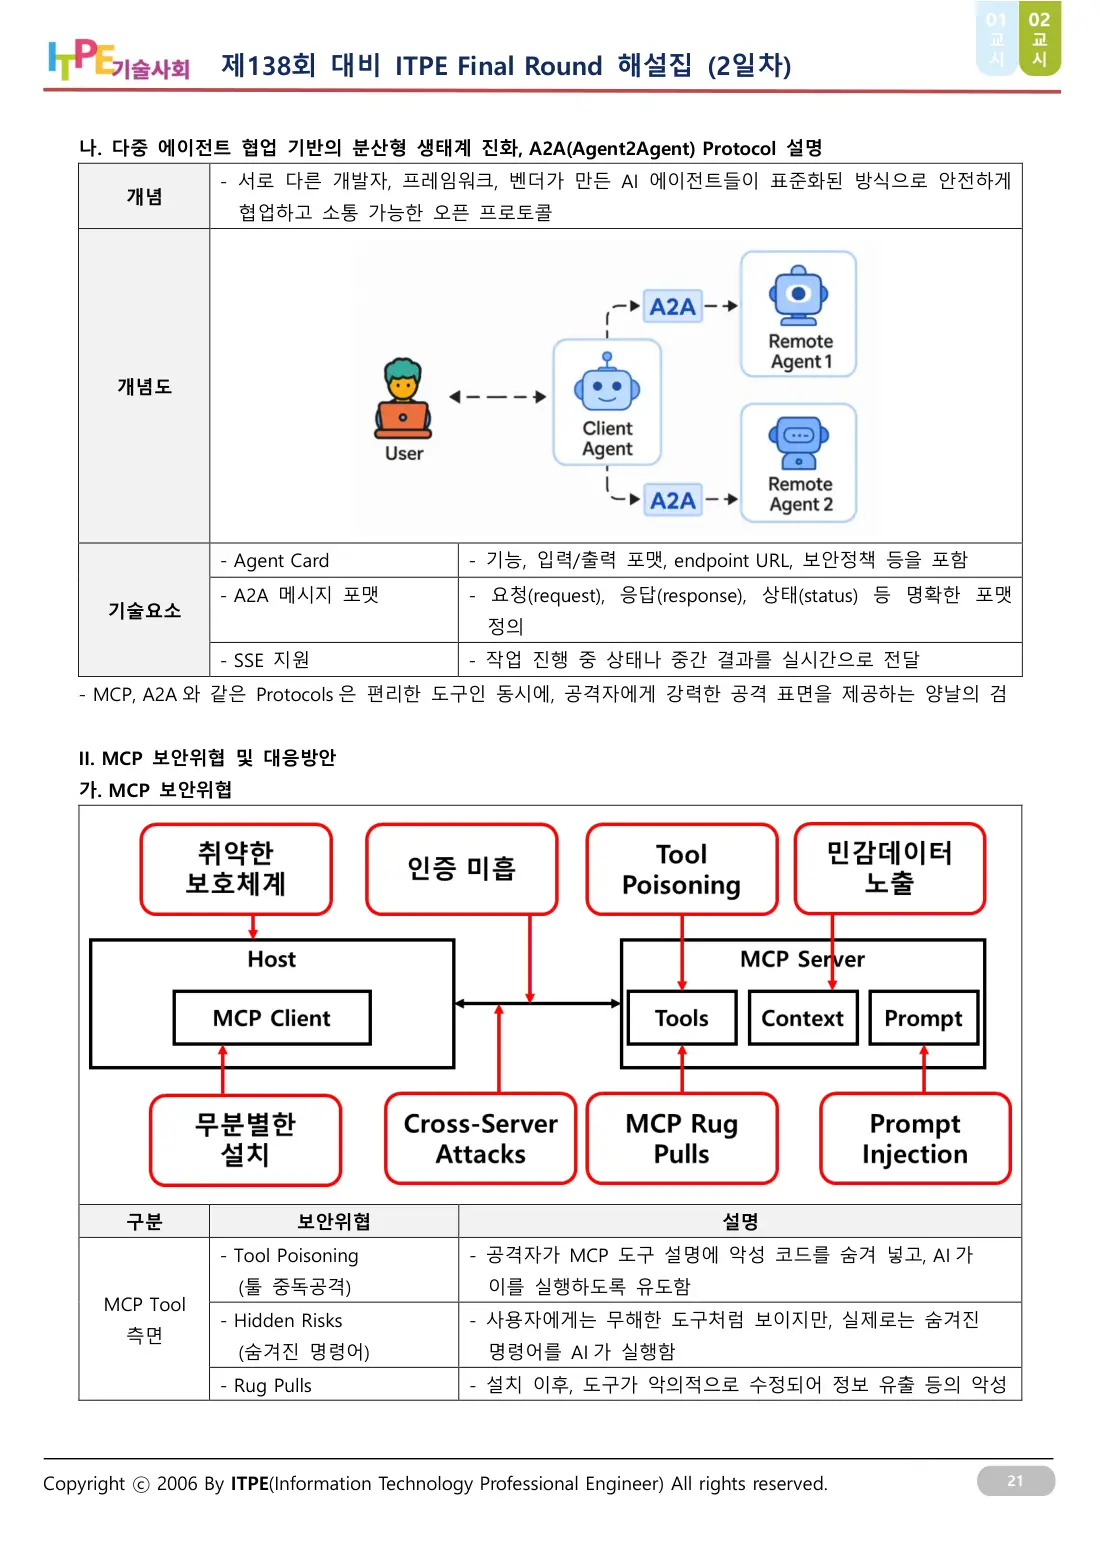 01
교
시
02
교
시
ITPE기술사회
제138회 대비 ITPE Final Round 해설집 (2일차)
나. 다중 에이전트 협업 기반의 분산형 생태계 진화, A2A(Agent2Agent) Protocol 설명
개념
- 서로 다른 개발자, 프레임워크, 벤더가 만든 AI 에이전트들이 표준화된 방식으로 안전하게
협업하고 소통 가능한 오픈 프로토콜
개념도
A2A
Remote
Agent 1
User
Client
Agent
A2A
Remote
Agent 2
기술요소
- Agent Card
- 기능, 입력/출력 포맷, endpoint URL, 보안정책 등을 포함
- A2A 메시지 포맷
- 요청(request), 응답(response), 상태(status) 등 명확한 포맷
정의
- SSE 지원
- 작업 진행 중 상태나 중간 결과를 실시간으로 전달
- MCP, A2A 와 같은 Protocols 은 편리한 도구인 동시에, 공격자에게 강력한 공격 표면을 제공하는 양날의 검
II. MCP 보안위협 및 대응방안
가. MCP 보안위협
취약한
보호체계
인증 미흡
Tool
Poisoning
민감데이터
노출
Host
MCP Client
MCP Server
Tools
Context
Prompt
무분별한
설치
Cross-Server
Attacks
MCP Rug
Pulls
Prompt
Injection
구분
보안위협
설명
MCP Tool
측면
- Tool Poisoning
(툴 중독공격)
- 공격자가 MCP 도구 설명에 악성 코드를 숨겨 넣고, AI 가
이를 실행하도록 유도함
- Hidden Risks
(숨겨진 명령어)
- 사용자에게는 무해한 도구처럼 보이지만, 실제로는 숨겨진
명령어를 AI 가 실행함
- Rug Pulls
- 설치 이후, 도구가 악의적으로 수정되어 정보 유출 등의 악성
Copyright ⓒ 2006 By ITPE(Information Technology Professional Engineer) All rights reserved.
21